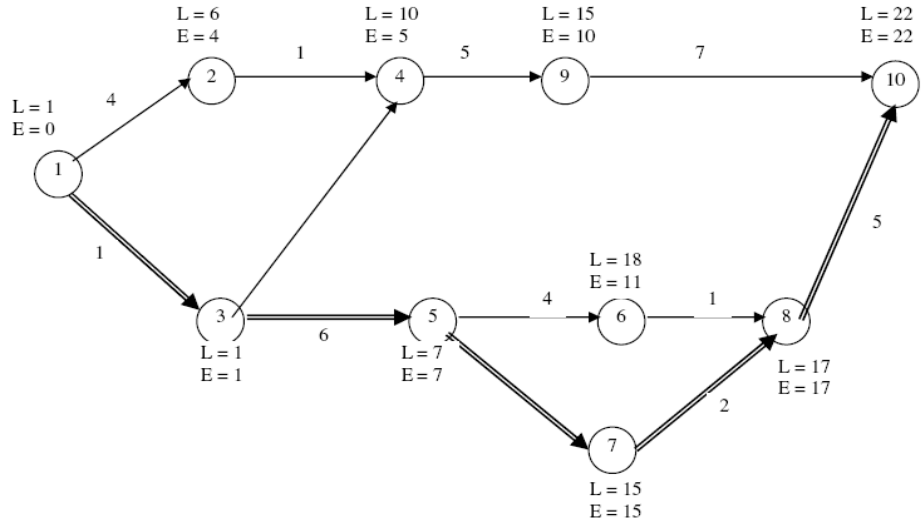 L = 6
E = 4
L = 10
E = 5
L = 15
E = 10
L = 22
E = 22
1
5
7
2
4
9
10
4
L = 1
E = 0
1
1
5
L = 18
E = 11
4
1
3
5
6
8
6
L = 1
E = 1
L = 7
E = 7
L = 17
E = 17
2
7
L = 15
E = 15